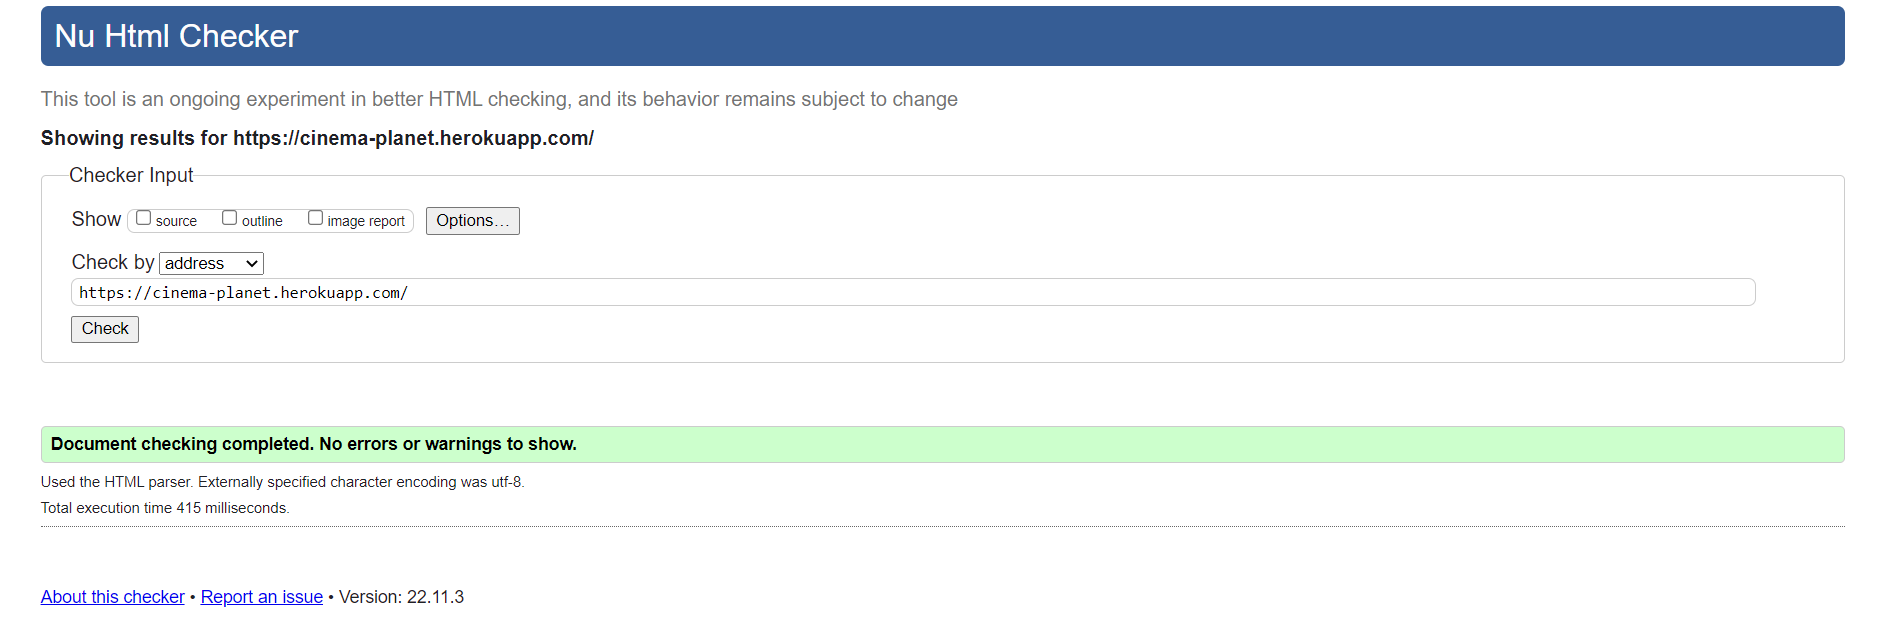 Nu Html Checker
This tool is an ongoing experiment in better HTML checking, and its behavior remains subject to change
Showing results for https://cinema-planet.herokuapp.com/
Checker Input
Show source outline image report Options...
Check by address
https://cinema-planet.herokuapp.com/
Check
Document checking completed. No errors or warnings to show.
Used the HTML parser. Externally specified character encoding was utf-8.
Total execution time 415 milliseconds.
About this checker • Report an issue • Version: 22.11.3